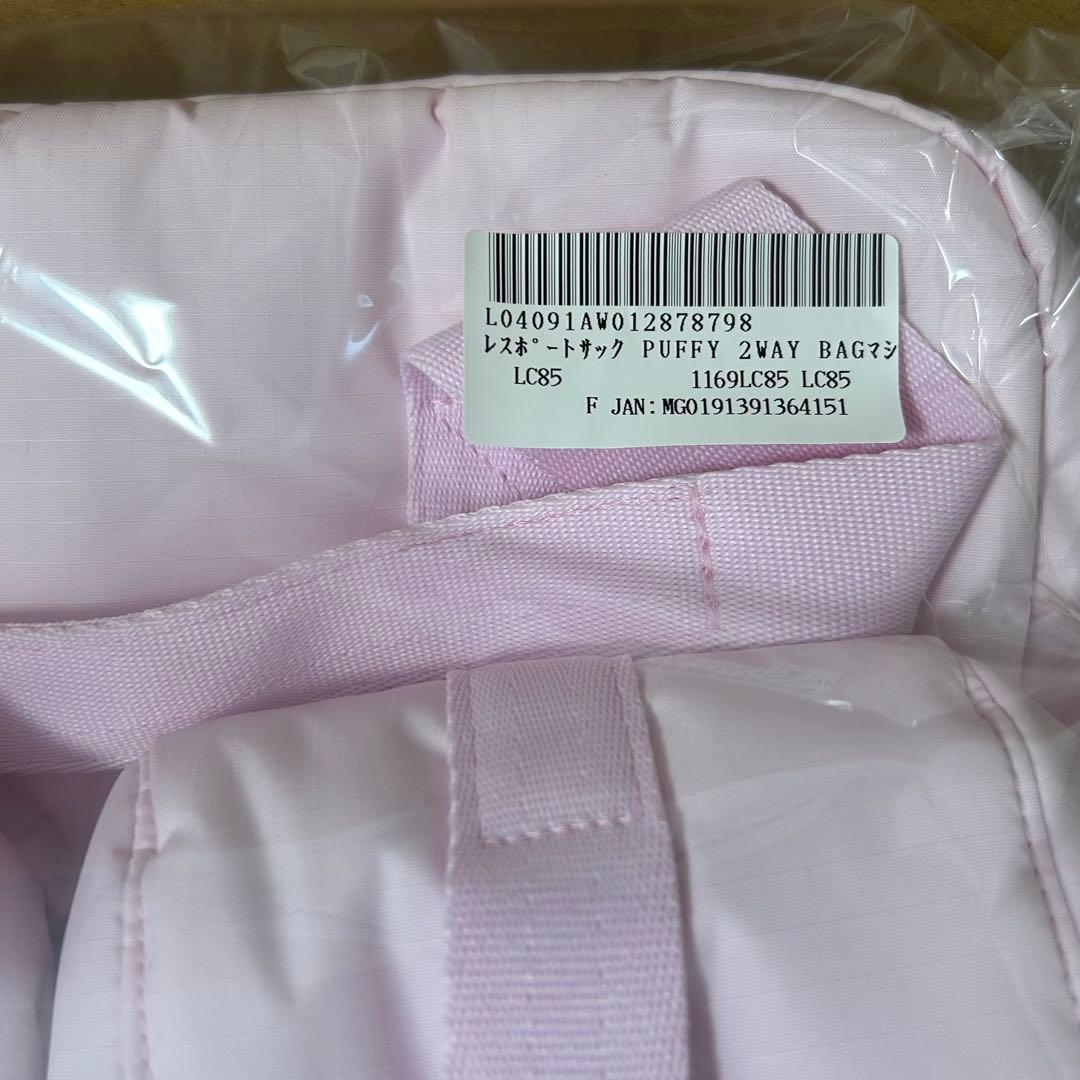 L04091AW012878798
ﾚｽﾎﾟｰﾄｻｯｸ PUFFY 2WAY BAGﾏｼ
LC85 1169LC85 LC85
F JAN:MG0191391364151